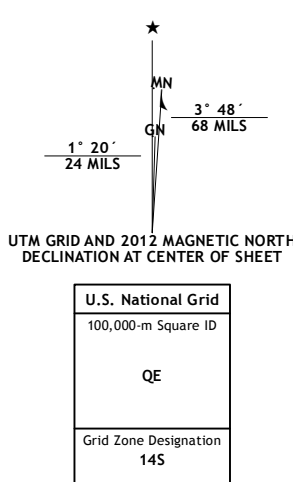 ★
MN
3° 48´
68 MILS
GN
1° 20´
24 MILS
UTM GRID AND 2012 MAGNETIC NORTH
DECLINATION AT CENTER OF SHEET
U.S. National Grid
100,000-m Square ID
QE
Grid Zone Designation
14S